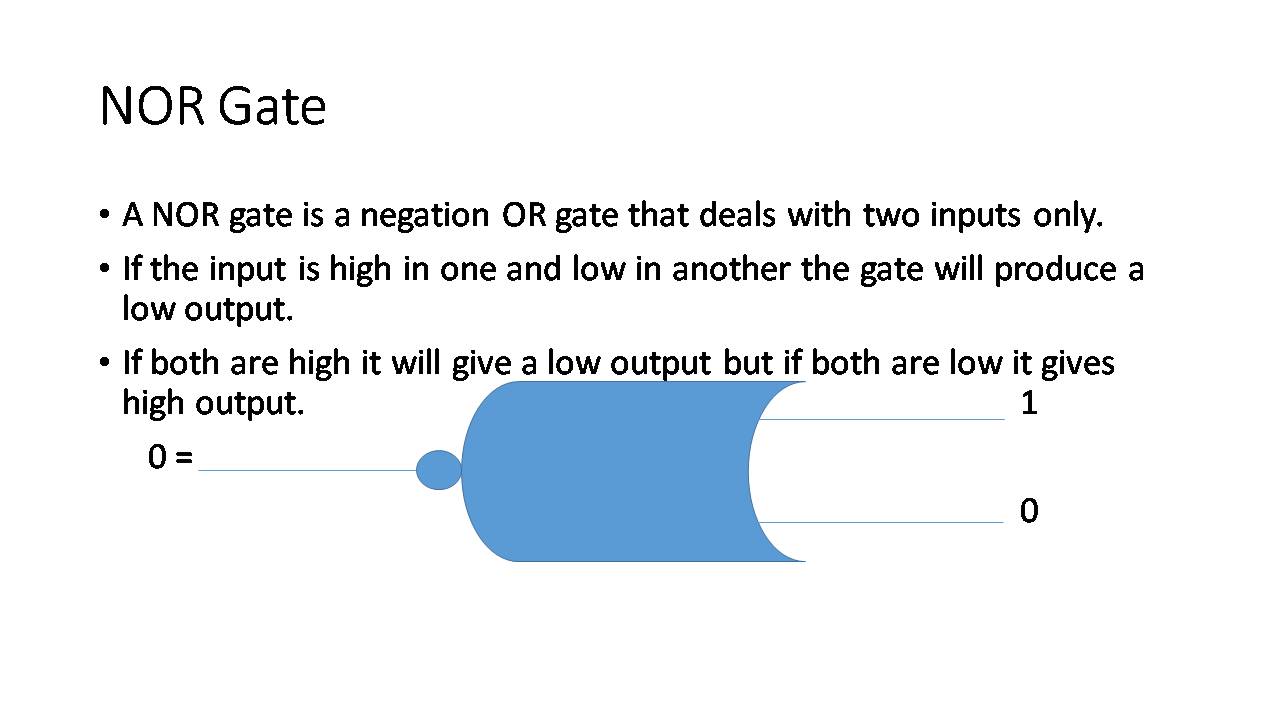 NOR Gate
• A NOR gate is a negation OR gate that deals with two inputs only.
• If the input is high in one and low in another the gate will produce a
low output.
• If both are high it will give a low output but if both are low it gives
high output.
1
0 =
0